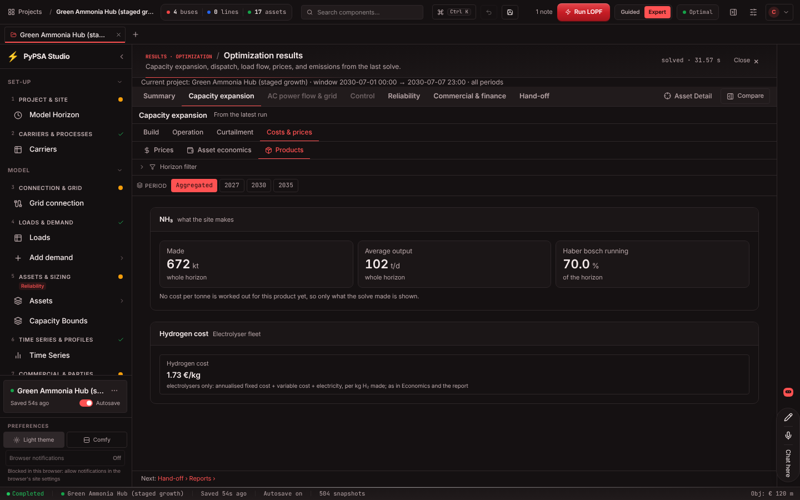 Projects / Green Ammonia Hub (staged gr...
4 buses
0 lines
17 assets
Search components...
Ctrl K
1 note
Run LOPF
Guided
Expert
Optimal
C
Green Ammonia Hub (sta...
PyPSA Studio
SET-UP
1 PROJECT & SITE
Model Horizon
2 CARRIERS & PROCESSES
Carriers
MODEL
3 CONNECTION & GRID
Grid connection
4 LOADS & DEMAND
Loads
Add demand
5 ASSETS & SIZING
Reliability
Assets
Capacity Bounds
6 TIME SERIES & PROFILES
Time Series
7 COMMERCIAL & PARTIES
Green Ammonia Hub (s...
Saved 54s ago
Autosave
PREFERENCES
Light theme
Comfy
Browser notifications
Off
Blocked in this browser: allow notifications in the browser's site settings
RESULTS · OPTIMIZATION / Optimization results
Capacity expansion, dispatch, load flow, prices, and emissions from the last solve.
solved · 31.57 s
Close
Current project: Green Ammonia Hub (staged growth) · window 2030-07-01 00:00 → 2030-07-07 23:00 · all periods
Summary
Capacity expansion
AC power flow & grid
Control
Reliability
Commercial & finance
Hand-off
Asset Detail
Compare
Capacity expansion From the latest run
Build
Operation
Curtailment
Costs & prices
Prices
Asset economics
Products
Horizon filter
PERIOD
Aggregated
2027
2030
2035
NH₃ what the site makes
Made
672 kt
whole horizon
Average output
102 t/d
whole horizon
Haber bosch running
70.0 %
of the horizon
No cost per tonne is worked out for this product yet, so only what the solve made is shown.
Hydrogen cost Electrolyser fleet
Hydrogen cost
1.73 €/kg
electrolysers only: annualised fixed cost + variable cost + electricity, per kg H₂ made; as in Economics and the report
Chat here
Next: Hand-off › Reports ›
Completed
Green Ammonia Hub (staged growth)
Saved 54s ago
Autosave on
504 snapshots
Obj: € 120 m